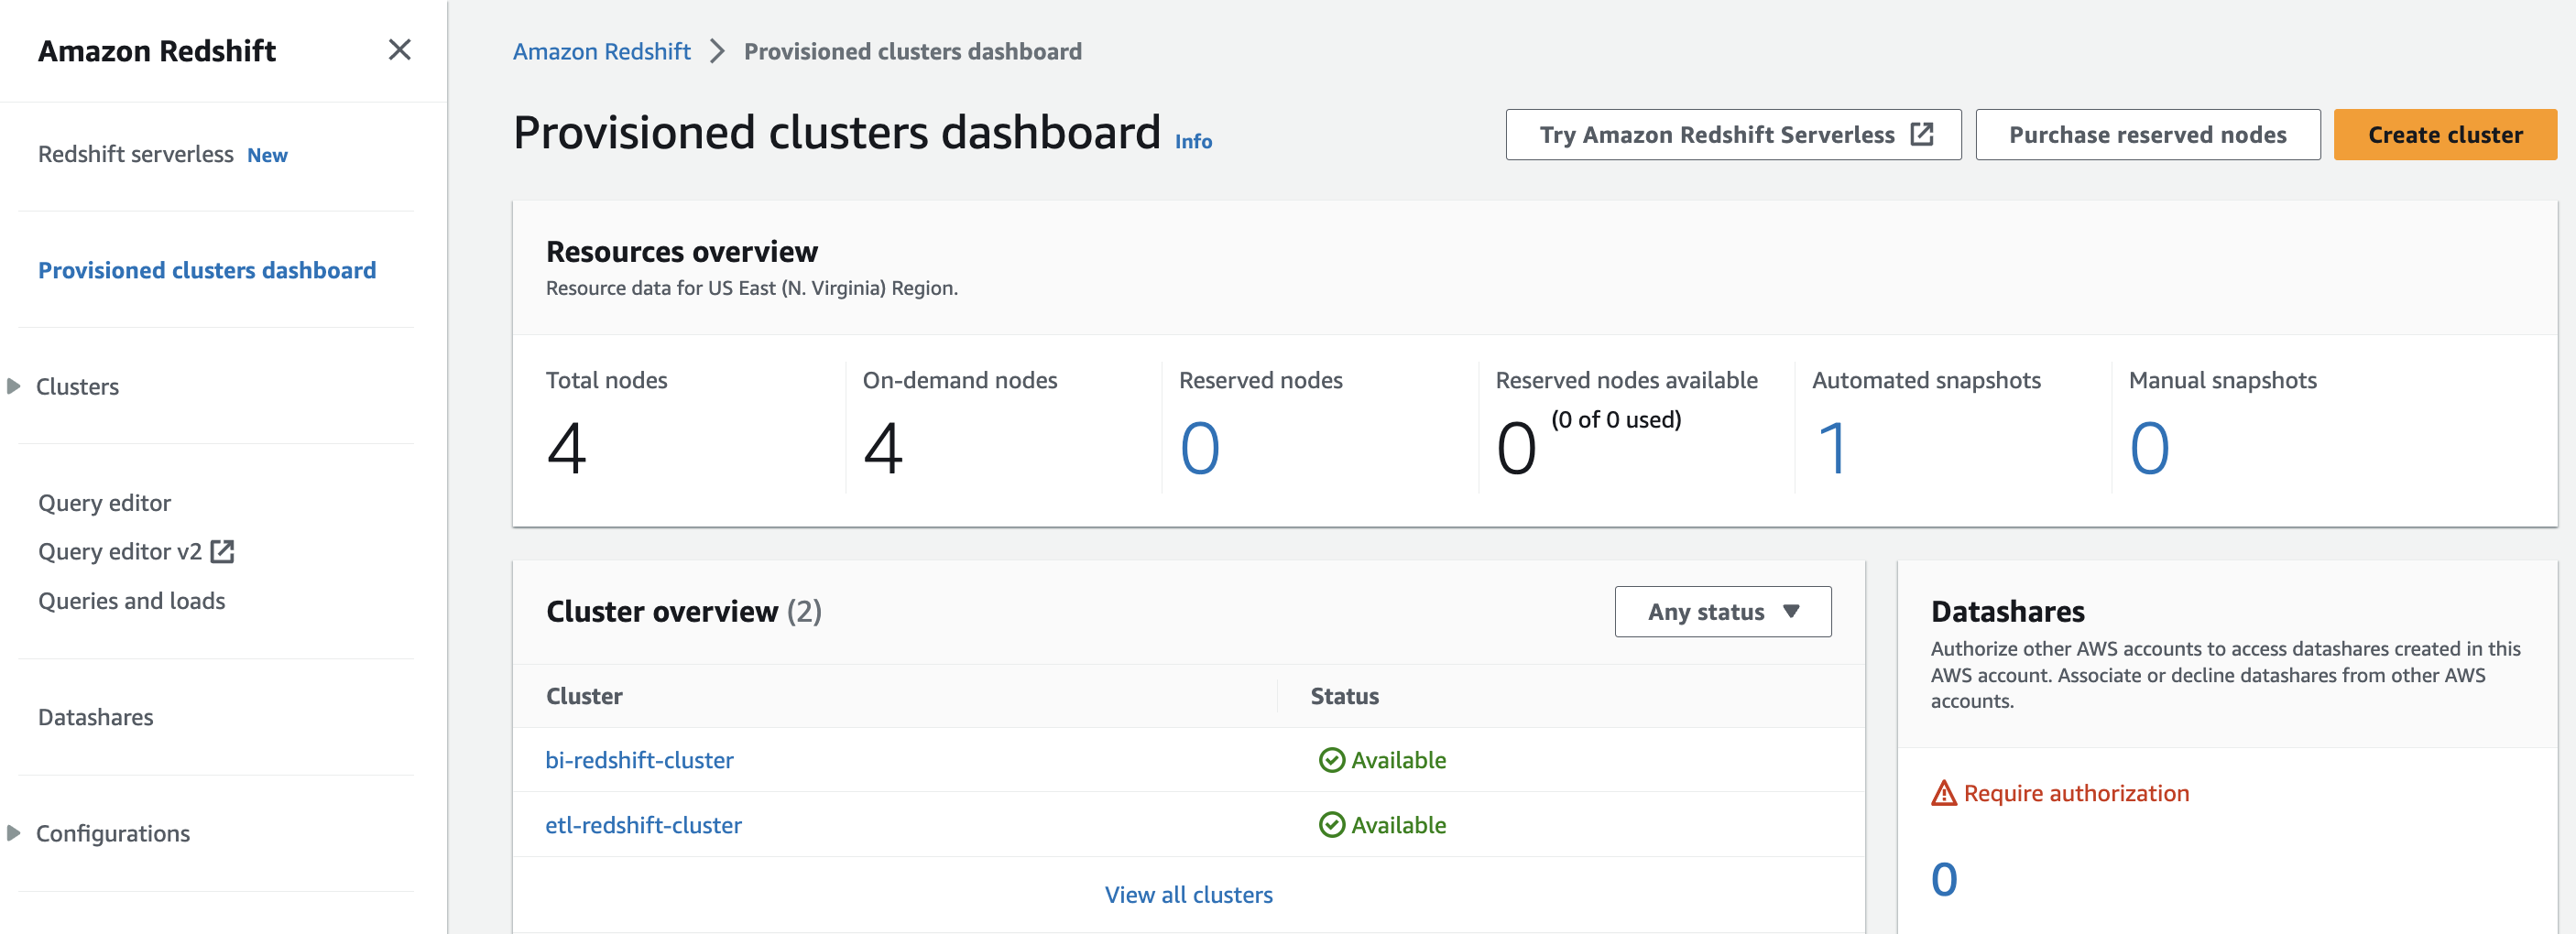 Amazon Redshift
Redshift serverless New
Provisioned clusters dashboard
Clusters
Query editor
Query editor v2
Queries and loads
Datashares
Configurations
Amazon Redshift > Provisioned clusters dashboard
Provisioned clusters dashboard Info
Try Amazon Redshift Serverless
Purchase reserved nodes
Create cluster
Resources overview
Resource data for US East (N. Virginia) Region.
Total nodes
4
On-demand nodes
4
Reserved nodes
0
Reserved nodes available
0 (0 of 0 used)
Automated snapshots
1
Manual snapshots
0
Cluster overview (2)
Any status
Cluster Status
bi-redshift-cluster Available
etl-redshift-cluster Available
View all clusters
Datashares
Authorize other AWS accounts to access datashares created in this
AWS account. Associate or decline datashares from other AWS
accounts.
Require authorization
0